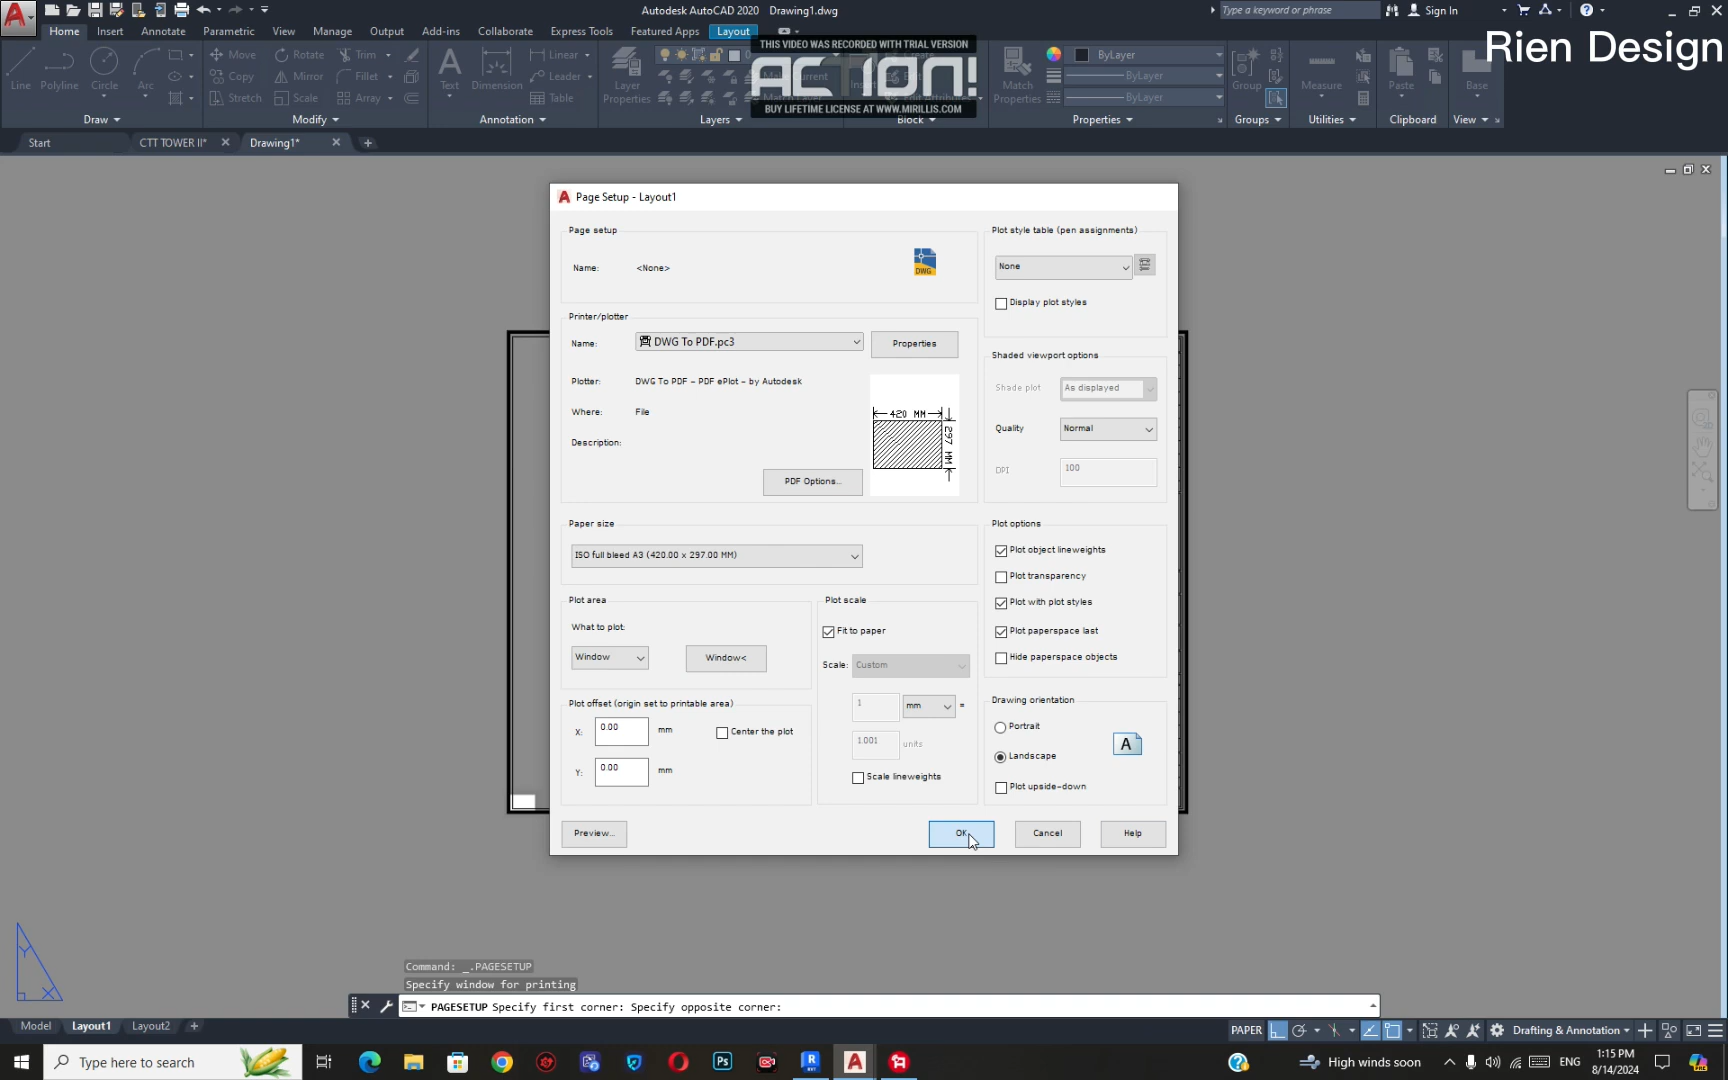 Autodesk AutoCAD 2020 Drawing1.dwg
Type a keyword or phrase
Sign In
Home Insert Annotate Parametric View Manage Output Add-ins Collaborate Express Tools Featured Apps Layout
THIS VIDEO WAS RECORDED WITH TRIAL VERSION
ACTION!
BUY LIFETIME LICENSE AT WWW.MIRILLIS.COM
Rien Design
Line Polyline Circle Arc
Move Rotate Trim
Copy Mirror Fillet
Stretch Scale Array
Text Dimension
Linear
Leader
Table
Layer
Properties
Match
Properties
ByLayer
ByLayer
ByLayer
Group
Measure
Paste
Base
Draw Modify Annotation Layers Block Properties Groups Utilities Clipboard View
Start CTT TOWER II* Drawing1*
Page Setup - Layout1
Page setup
Name: <None>
DWG
Printer/plotter
Name: DWG To PDF.pc3 Properties
Plotter: DWG To PDF - PDF ePlot - by Autodesk
Where: File
Description:
420 MM
297 MM
PDF Options...
Paper size
ISO full bleed A3 (420.00 x 297.00 MM)
Plot area
What to plot:
Window Window<
Plot offset (origin set to printable area)
X: 0.00 mm Center the plot
Y: 0.00 mm
Plot scale
Fit to paper
Scale: Custom
1 mm =
1.001 units
Scale lineweights
Plot style table (pen assignments)
None
Display plot styles
Shaded viewport options
Shade plot As displayed
Quality Normal
DPI 100
Plot options
Plot object lineweights
Plot transparency
Plot with plot styles
Plot paperspace last
Hide paperspace objects
Drawing orientation
Portrait
Landscape
A
Plot upside-down
Preview... OK Cancel Help
Y
X
Command: _.PAGESETUP
Specify window for printing
PAGESETUP Specify first corner: Specify opposite corner:
Model Layout1 Layout2 +
PAPER Drafting & Annotation
Type here to search
High winds soon
ENG
1:15 PM
8/14/2024